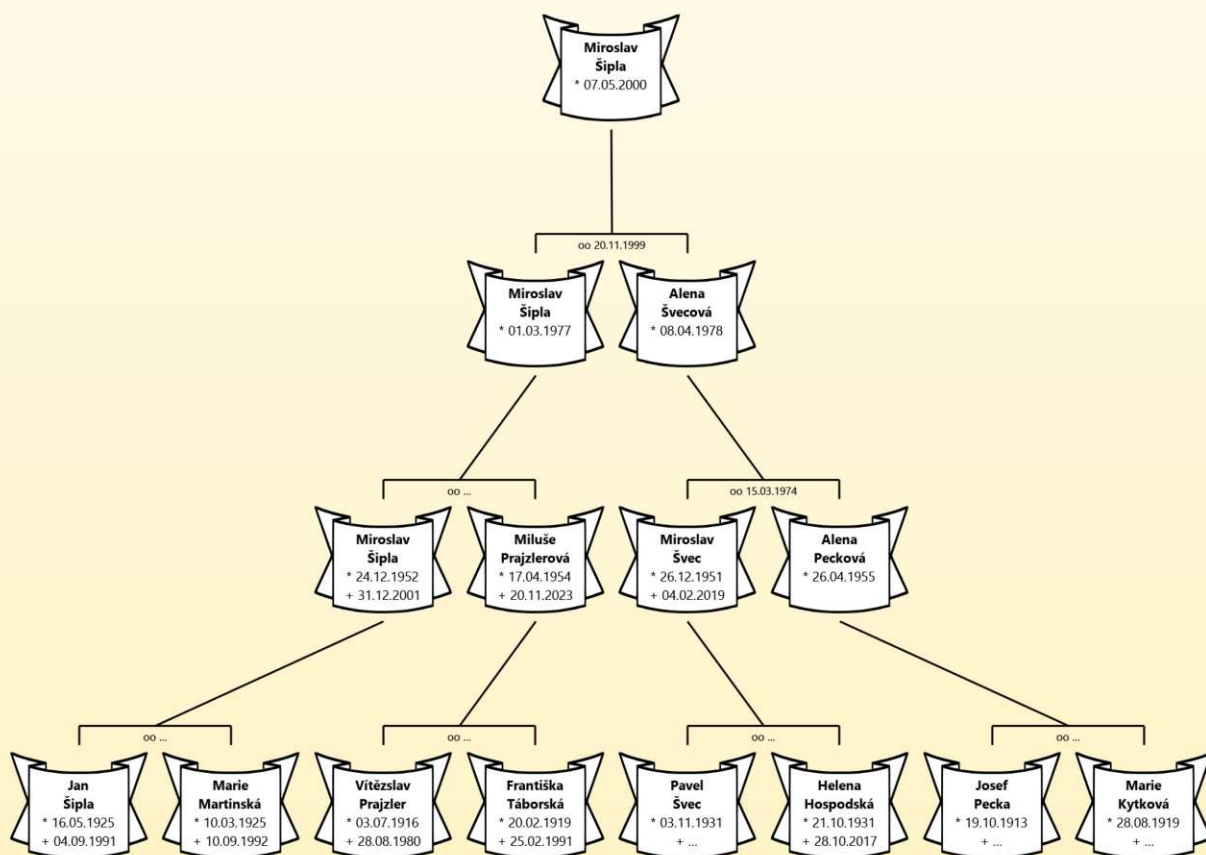 Miroslav
Šipla
* 07.05.2000
oo 20.11.1999
Miroslav
Šipla
* 01.03.1977
Alena
Švecová
* 08.04.1978
oo ...
oo 15.03.1974
Miroslav
Šipla
* 24.12.1952
+ 31.12.2001
Miluše
Prajzlerová
* 17.04.1954
+ 20.11.2023
Miroslav
Švec
* 26.12.1951
+ 04.02.2019
Alena
Pecková
* 26.04.1955
oo ...
oo ...
oo ...
oo ...
Jan
Šipla
* 16.05.1925
+ 04.09.1991
Marie
Martinská
* 10.03.1925
+ 10.09.1992
Vítězslav
Prajzler
* 03.07.1916
+ 28.08.1980
Františka
Táborská
* 20.02.1919
+ 25.02.1991
Pavel
Švec
* 03.11.1931
+ ...
Helena
Hospodská
* 21.10.1931
+ 28.10.2017
Josef
Pecka
* 19.10.1913
+ ...
Marie
Kytková
* 28.08.1919
+ ...